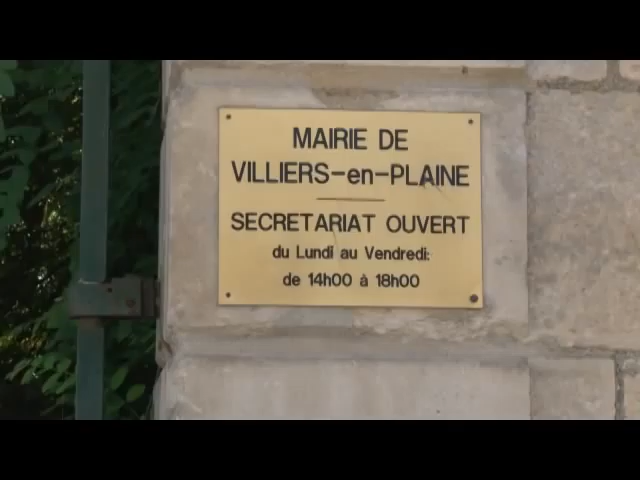 MAIRIE DE
VILLIERS-en-PLAINE
SECRETARIAT OUVERT
du Lundi au Vendredi:
de 14h00 à 18h00